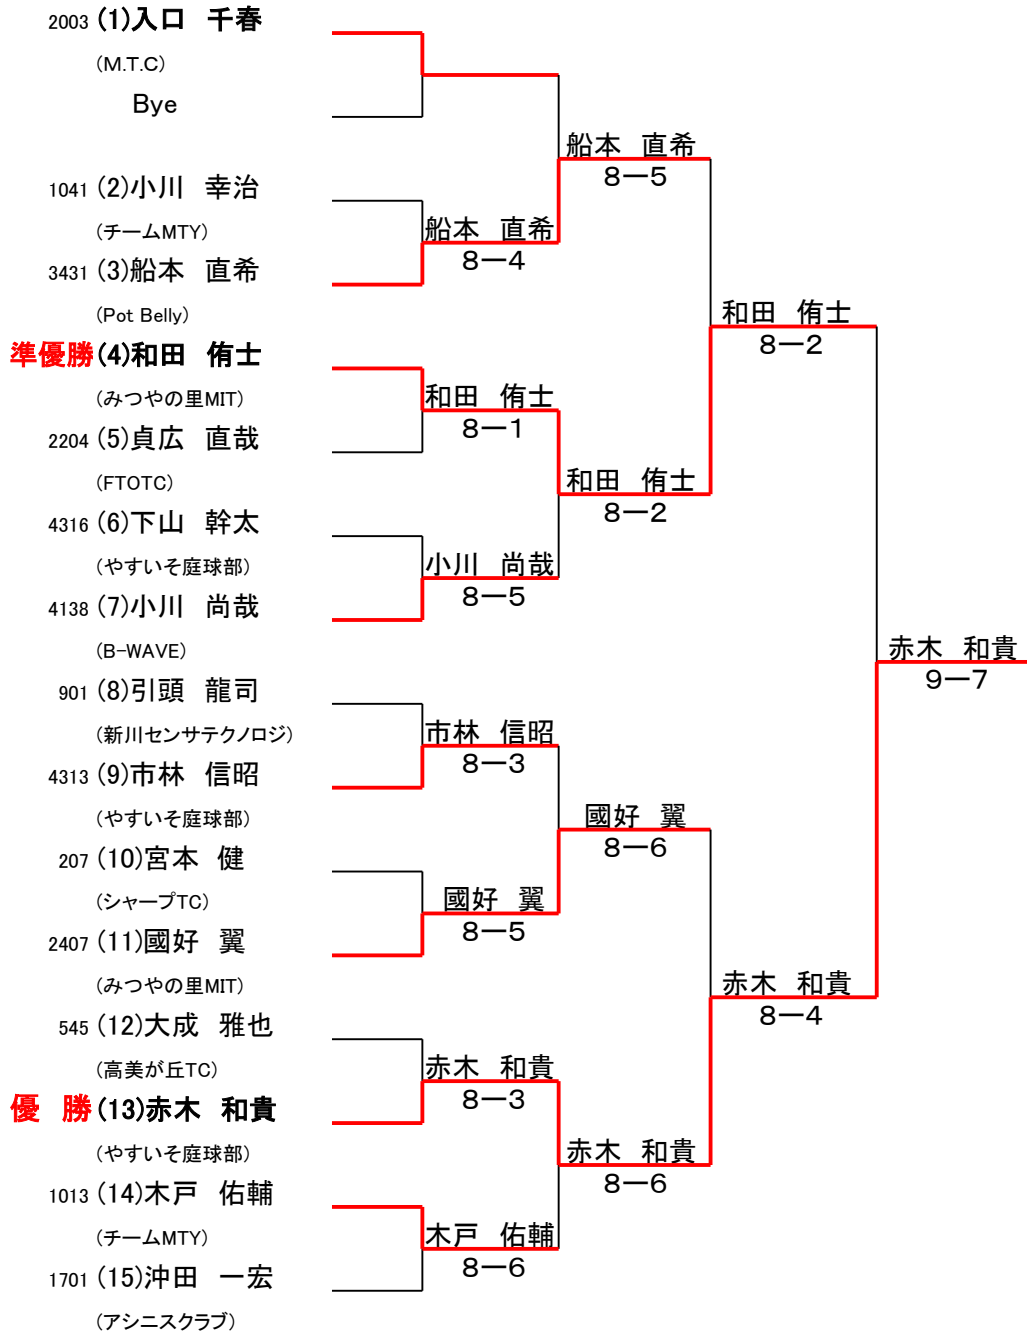 2003 (1)入口　千春
(M.T.C)
Bye
船本　直希
8―5
1041 (2)小川　幸治
(チームMTY)
船本　直希
8―4
3431 (3)船本　直希
(Pot Belly)
和田　侑士
8―2
準優勝(4)和田　侑士
(みつやの里MIT)
和田　侑士
8―1
2204 (5)貞広　直哉
(FTOTC)
和田　侑士
8―2
4316 (6)下山　幹太
(やすいそ庭球部)
小川　尚哉
8―5
4138 (7)小川　尚哉
(B-WAVE)
赤木　和貴
9―7
901 (8)引頭　龍司
(新川センサテクノロジ)
市林　信昭
8―3
4313 (9)市林　信昭
(やすいそ庭球部)
國好　翼
8―6
207 (10)宮本　健
(シャープTC)
國好　翼
8―5
2407 (11)國好　翼
(みつやの里MIT)
赤木　和貴
8―4
545 (12)大成　雅也
(高美が丘TC)
赤木　和貴
8―3
優　勝(13)赤木　和貴
(やすいそ庭球部)
赤木　和貴
8―6
1013 (14)木戸　佑輔
(チームMTY)
木戸　佑輔
8―6
1701 (15)沖田　一宏
(アシニスクラブ)